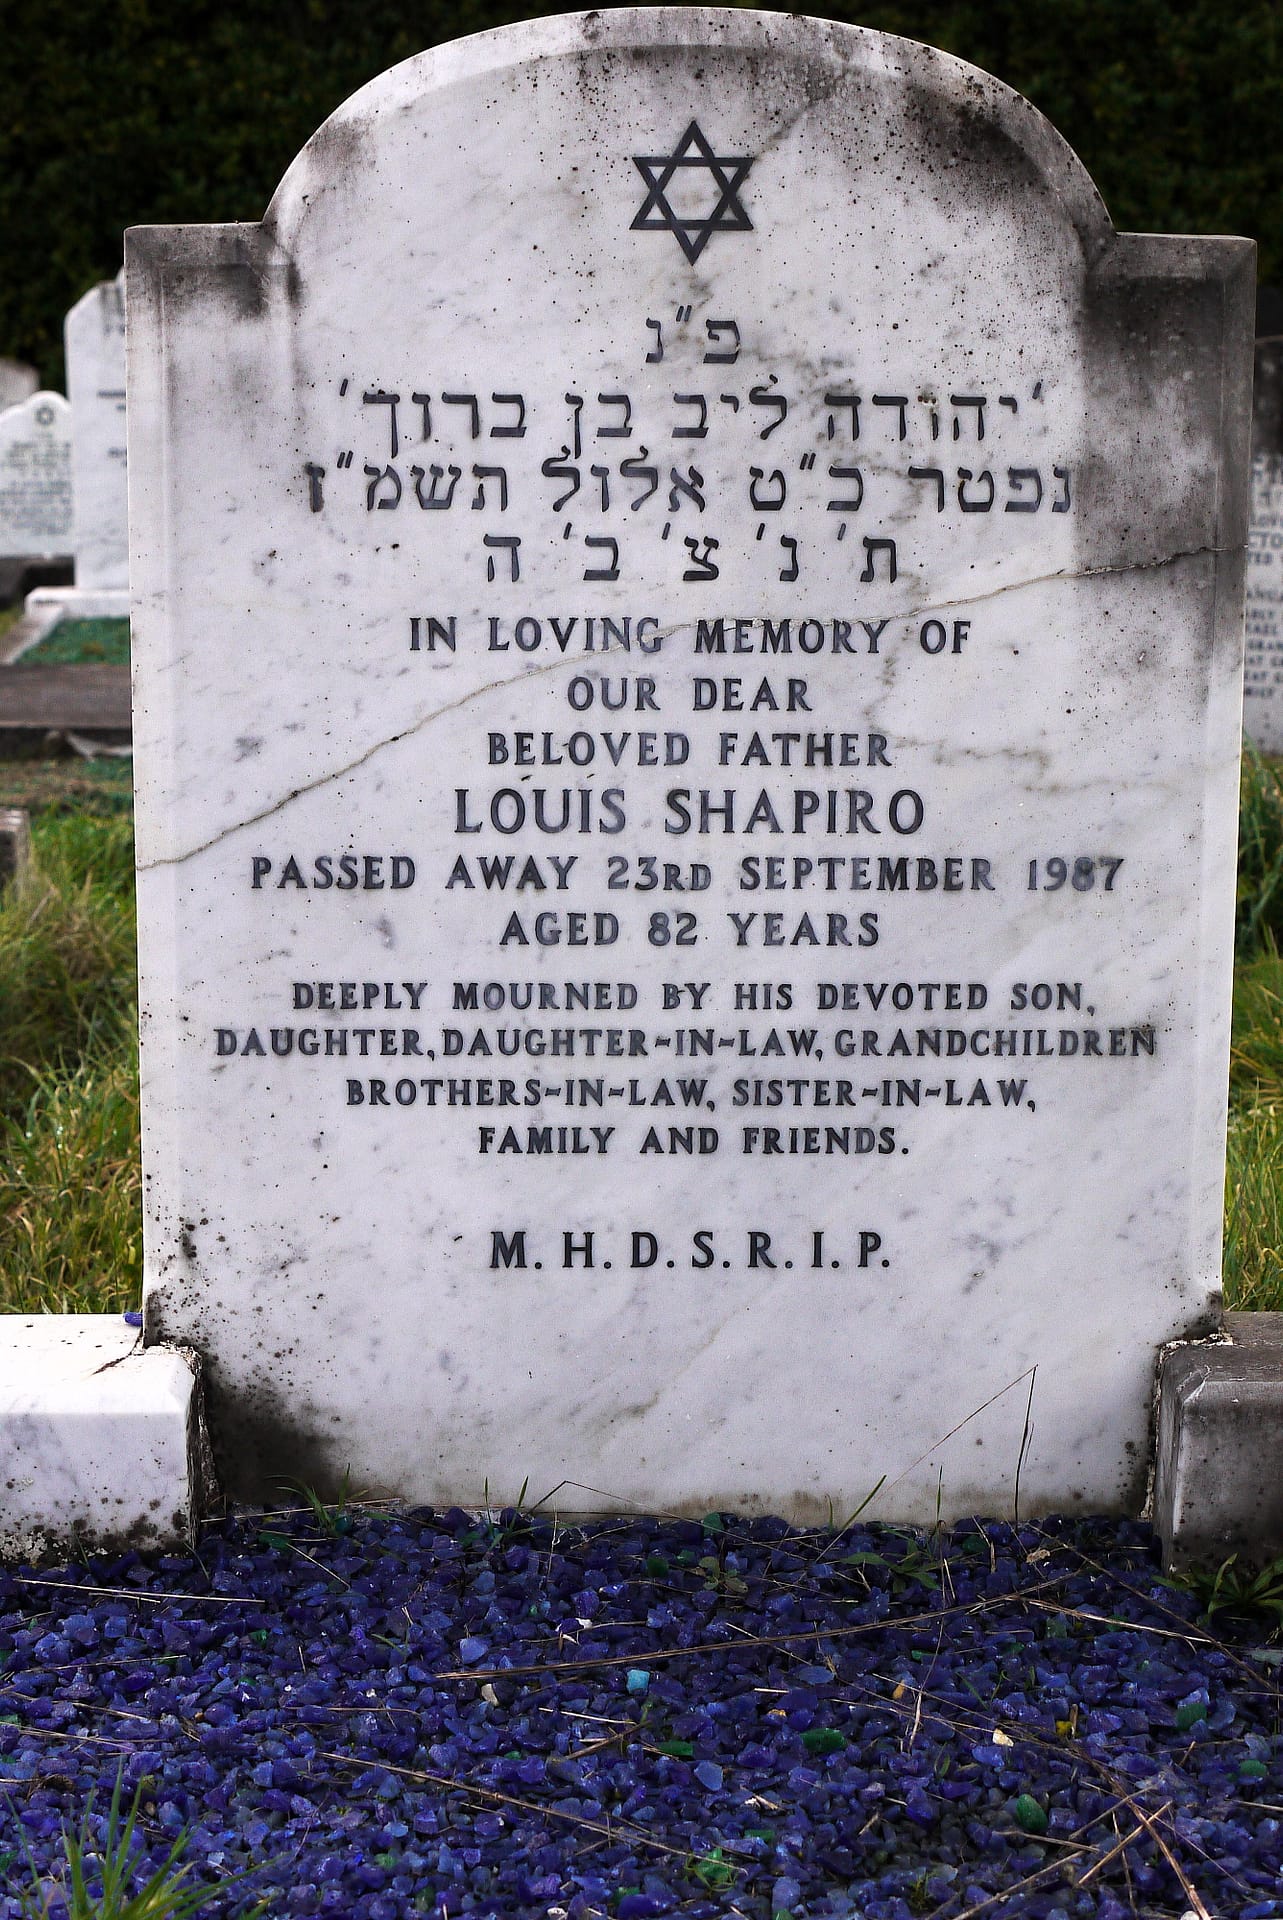 פ"נ
'יהודה ליב בן ברוך'
נפטר כ"ט אלול תשמ"ז
ת' נ' צ' ב' ה
IN LOVING MEMORY OF
OUR DEAR
BELOVED FATHER
LOUIS SHAPIRO
PASSED AWAY 23RD SEPTEMBER 1987
AGED 82 YEARS
DEEPLY MOURNED BY HIS DEVOTED SON,
DAUGHTER, DAUGHTER-IN-LAW, GRANDCHILDREN
BROTHERS-IN-LAW, SISTER-IN-LAW,
FAMILY AND FRIENDS.
M. H. D. S. R. I. P.